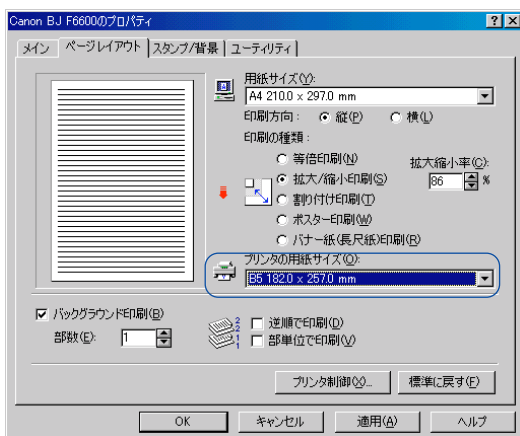 Canon BJ F6600のプロパティ
メイン ページレイアウト スタンプ/背景 ユーティリティ
用紙サイズ(Y):
A4 210.0 x 297.0 mm
印刷方向: 縦(P) 横(L)
印刷の種類:
等倍印刷(N) 拡大縮小率(C):
拡大/縮小印刷(S) 86 %
割り付け印刷(T)
ポスター印刷(W)
バナー紙(長尺紙)印刷(R)
プリンタの用紙サイズ(O):
B5 182.0 x 257.0 mm
バックグラウンド印刷(B)
逆順で印刷(D)
部数(E): 1
部単位で印刷(V)
2 2 1 1
プリンタ制御(X)... 標準に戻す(F)
OK キャンセル 適用(A) ヘルプ